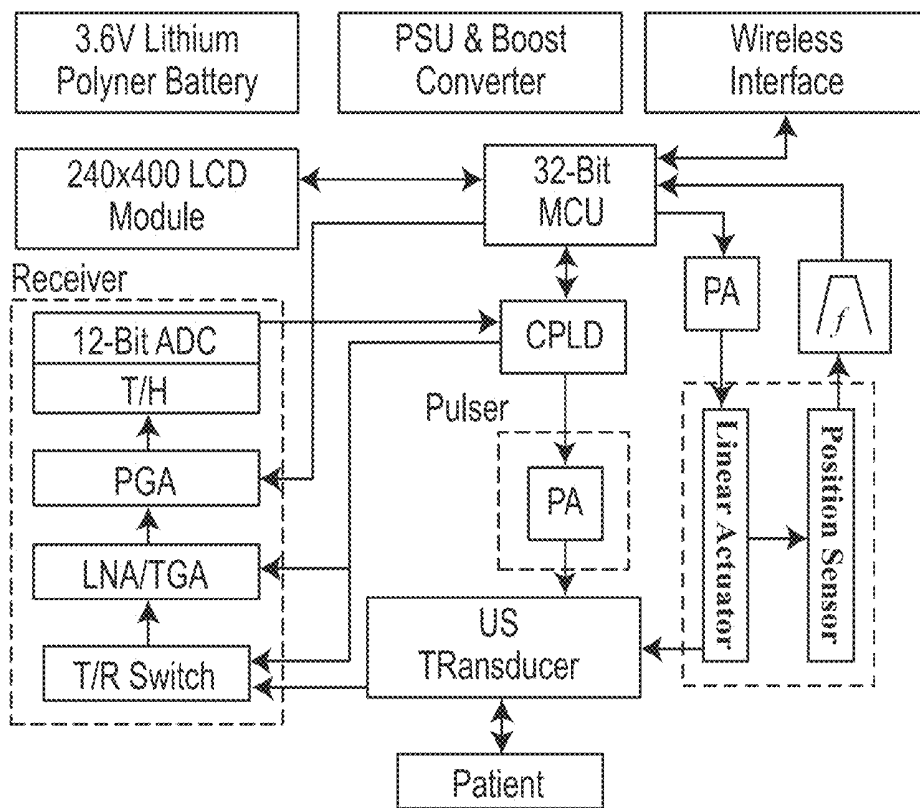 3.6V Lithium
Polyner Battery
PSU & Boost
Converter
Wireless
Interface
240x400 LCD
Module
32-Bit
MCU
Receiver
12-Bit ADC
T/H
PGA
LNA/TGA
T/R Switch
CPLD
Pulser
PA
US
TRansducer
Patient
PA
f
Linear Actuator
Position Sensor